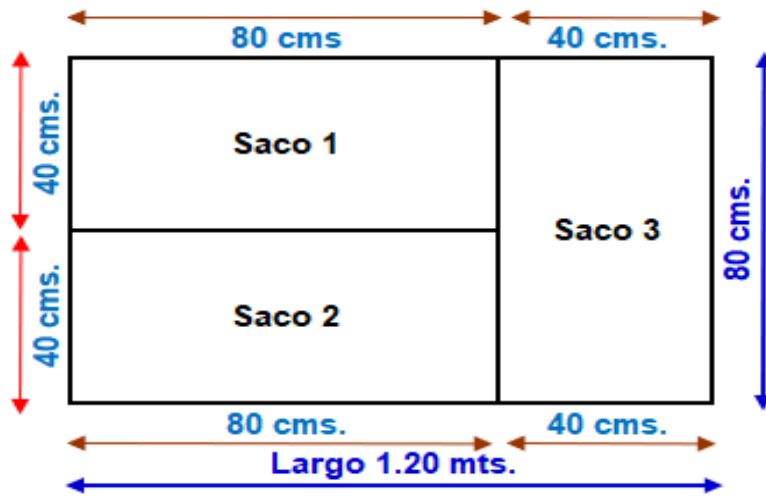 80 cms
40 cms.
40 cms.
Saco 1
Saco 3
80 cms.
40 cms.
Saco 2
80 cms.
40 cms.
Largo 1.20 mts.